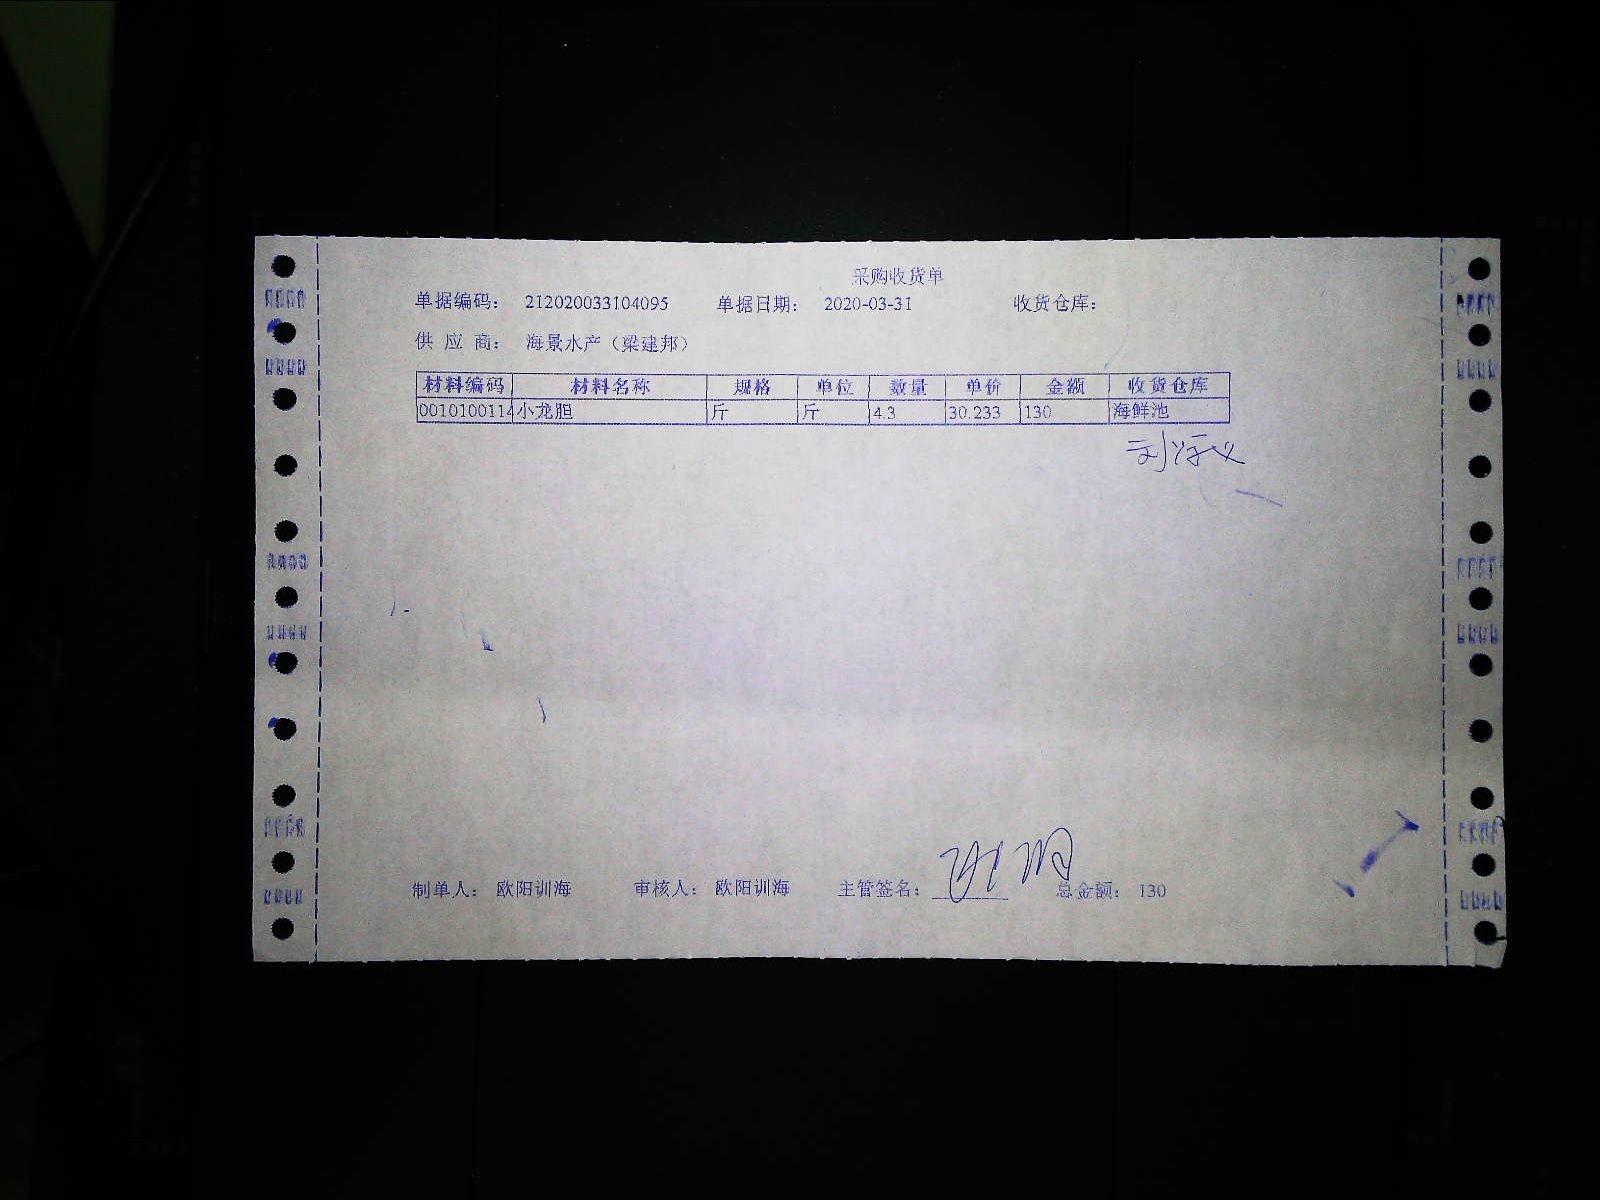 采购收货单
单据编码： 212020033104095 单据日期： 2020-03-31 收货仓库：
供 应 商： 海景水产（梁建邦）
材料编码 材料名称 规格 单位 数量 单价 金额 收货仓库
0010100114 小龙胆 斤 斤 4.3 30.233 130 海鲜池
制单人： 欧阳训海 审核人： 欧阳训海 主管签名： 总金额： 130